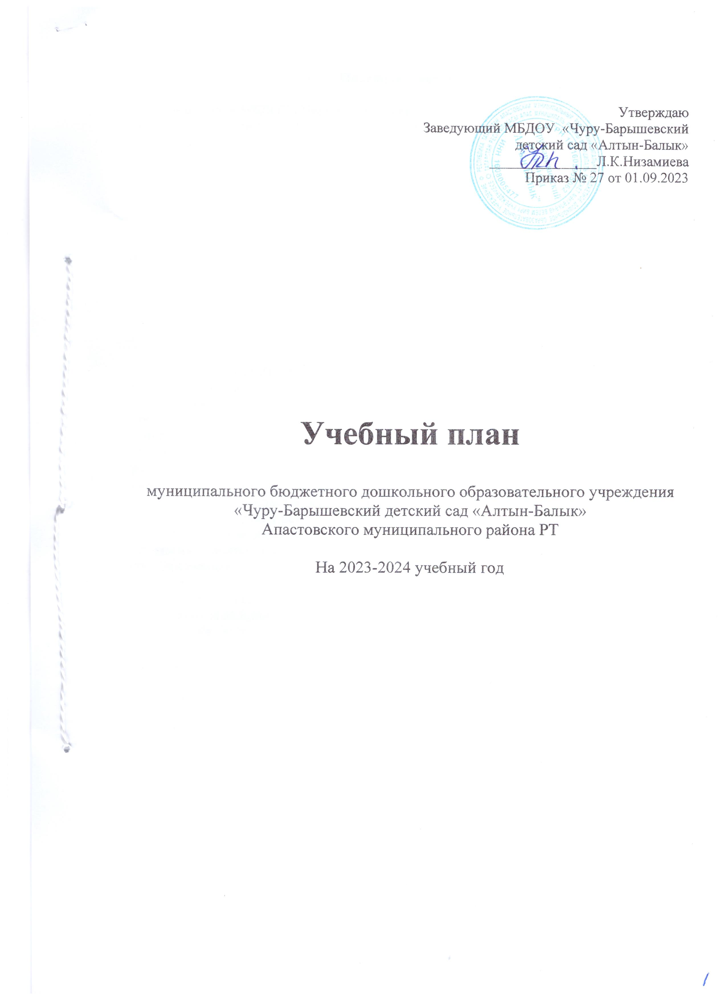 Утверждаю
Заведующий МБДОУ «Чуру-Барышевский
детский сад «Алтын-Балык»
_______________Л.К.Низамиева
Приказ № 27 от 01.09.2023
ИНН 1608005477
Учебный план
муниципального бюджетного дошкольного образовательного учреждения
«Чуру-Барышевский детский сад «Алтын-Балык»
Апастовского муниципального района РТ
На 2023-2024 учебный год
1